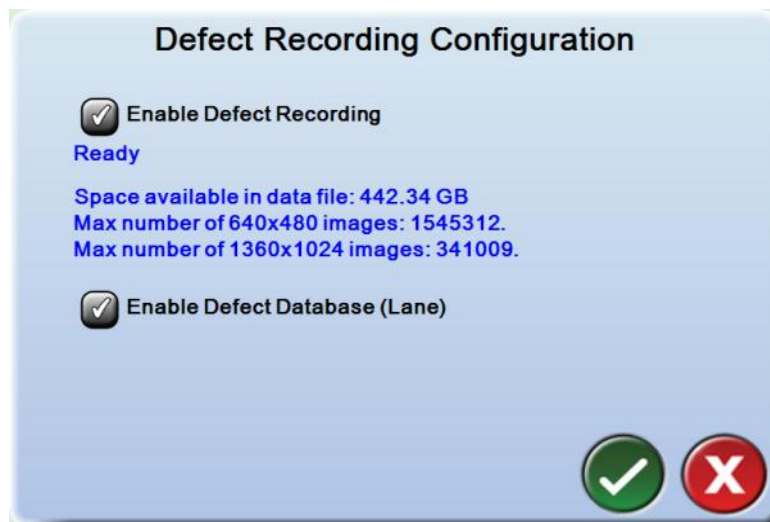 Defect Recording Configuration
Enable Defect Recording
Ready
Space available in data file: 442.34 GB
Max number of 640x480 images: 1545312.
Max number of 1360x1024 images: 341009.
Enable Defect Database (Lane)